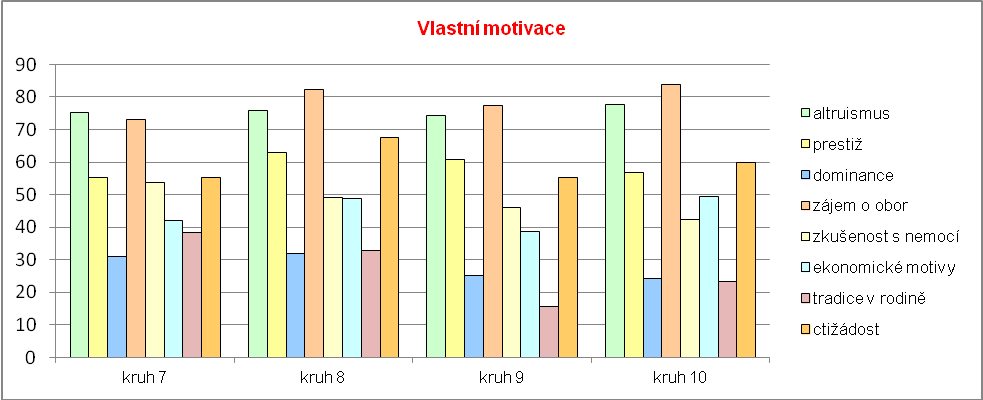 Vlastní motivace
90
80
70
60
50
40
30
20
10
0
kruh 7
kruh 8
kruh 9
kruh 10
altruismus
prestiž
dominance
zájem o obor
zkušenost s nemocí
ekonomické motivy
tradice v rodině
ctižádost